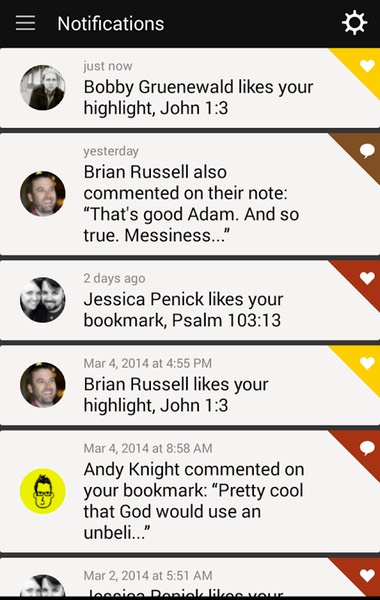 Notifications
just now
Bobby Gruenewald likes your
highlight, John 1:3
yesterday
Brian Russell also
commented on their note:
“That's good Adam. And so
true. Messiness...”
2 days ago
Jessica Penick likes your
bookmark, Psalm 103:13
Mar 4, 2014 at 4:55 PM
Brian Russell likes your
highlight, John 1:3
Mar 4, 2014 at 8:58 AM
Andy Knight commented on
your bookmark: “Pretty cool
that God would use an
unbeli...”
Mar 2, 2014 at 5:51 AM
Jessica Penick likes your